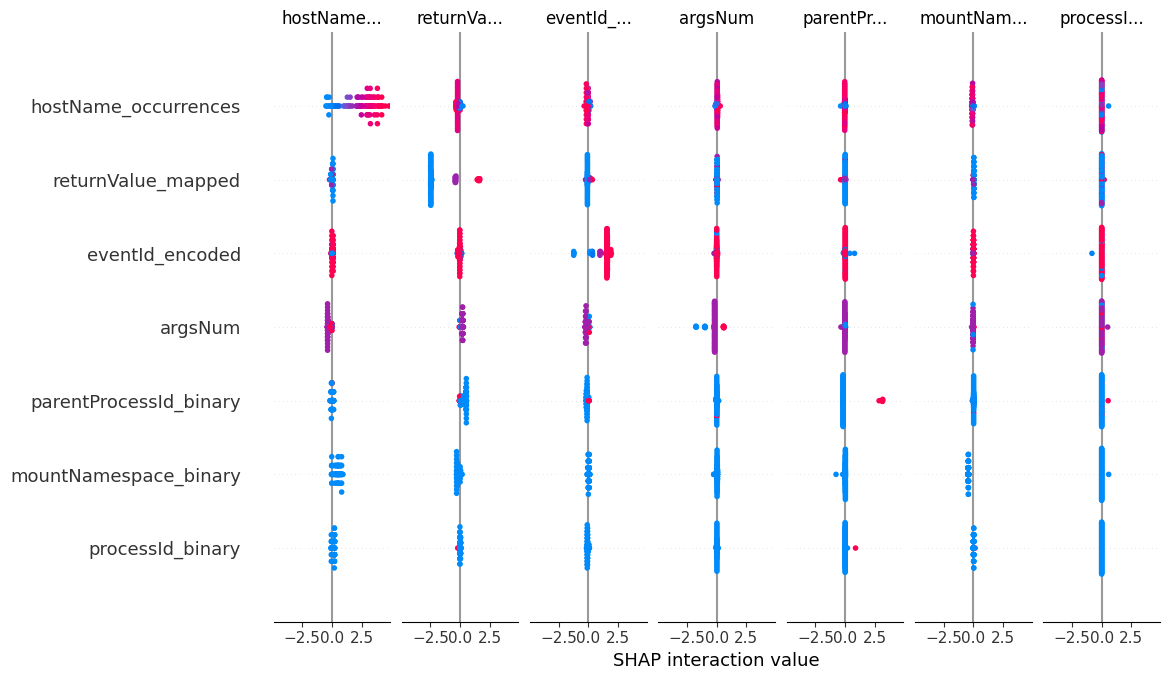 hostName... returnVa... eventId_... argsNum parentPr... mountNam... processI...
hostName_occurrences
returnValue_mapped
eventId_encoded
argsNum
parentProcessId_binary
mountNamespace_binary
processId_binary
−2.50.0 2.5 −2.50.0 2.5 −2.50.0 2.5 −2.50.0 2.5 −2.50.0 2.5 −2.50.0 2.5 −2.50.0 2.5
SHAP interaction value